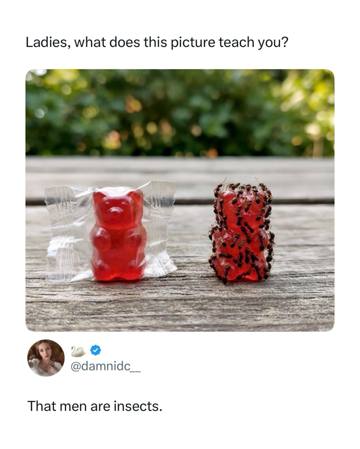 Ladies, what does this picture teach you?
🦢
@damnidc__
That men are insects.